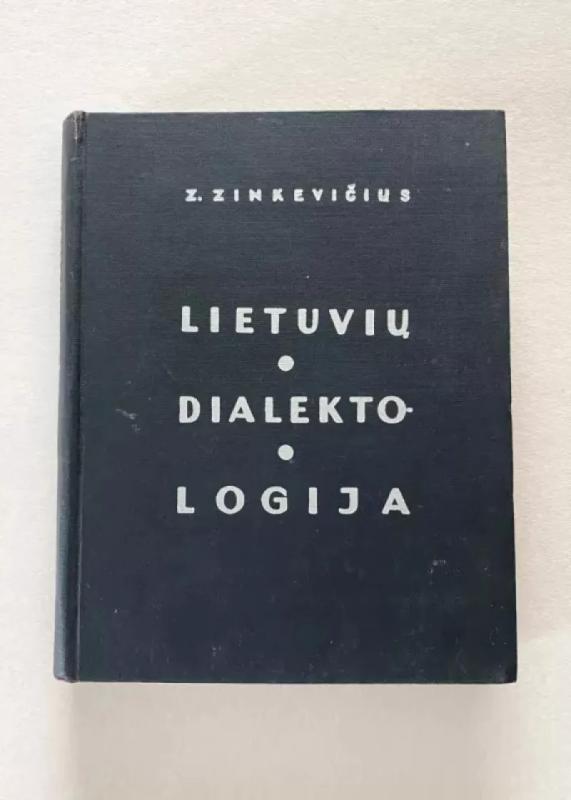 Z. ZINKEVIČIUS
LIETUVIŲ
DIALEKTO-
LOGIJA